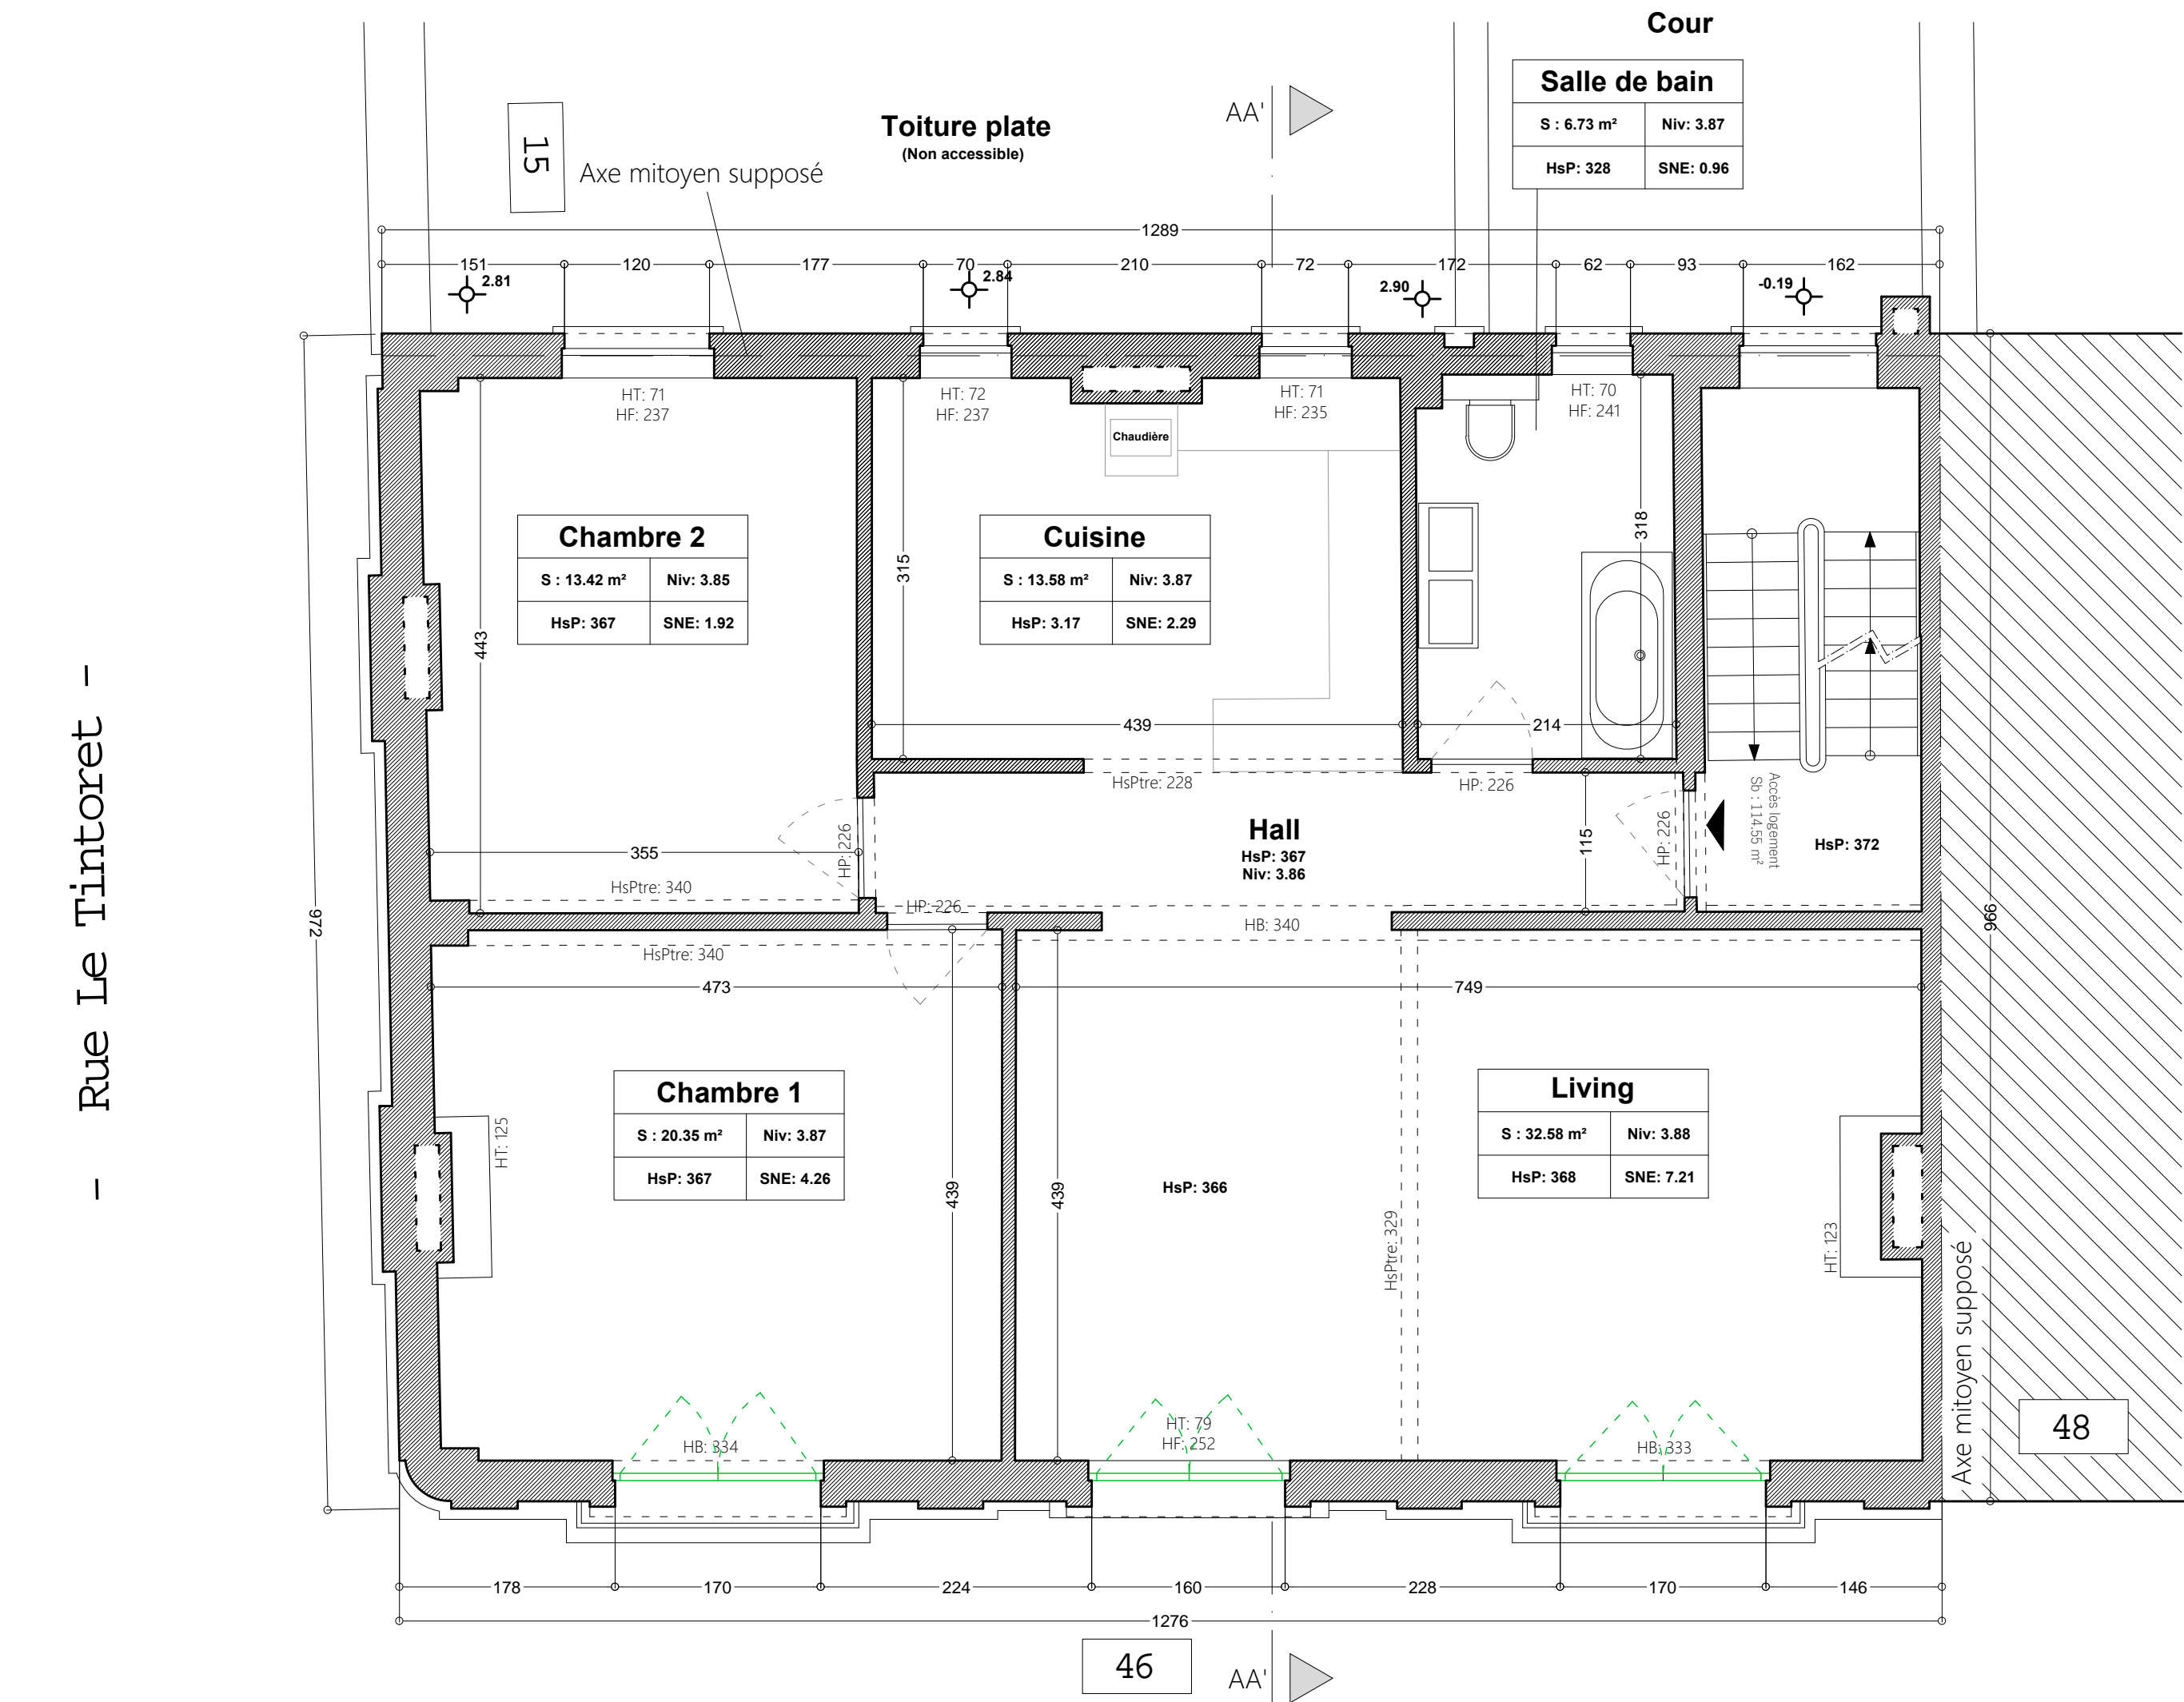 Cour
Salle de bain
S : 6.73 m² Niv: 3.87
HsP: 328 SNE: 0.96
AA'
Toiture plate
(Non accessible)
15
Axe mitoyen supposé
1289
151 120 177 70 210 72 172 62 93 162
2.81 2.84 2.90 -0.19
HT: 71
HF: 237
HT: 72
HF: 237
HT: 71
HF: 235
HT: 70
HF: 241
Chaudière
Chambre 2
S : 13.42 m² Niv: 3.85
HsP: 367 SNE: 1.92
Cuisine
S : 13.58 m² Niv: 3.87
HsP: 3.17 SNE: 2.29
443
315
318
439
214
HsPtre: 228
HP: 226
Accès logement
Sb : 114.55 m²
Hall
HsP: 367
Niv: 3.86
115
HP: 226
HsP: 372
355
HP: 226
HsPtre: 340
HP: 226
HB: 340
HsPtre: 340
473
749
972
966
- Rue Le Tintoret -
Chambre 1
S : 20.35 m² Niv: 3.87
HsP: 367 SNE: 4.26
Living
S : 32.58 m² Niv: 3.88
HsP: 368 SNE: 7.21
HT: 125
439
439
HsP: 366
HsPtre: 329
HT: 123
Axe mitoyen supposé
48
HB: 334
HT: 79
HF: 252
HB: 333
178 170 224 160 228 170 146
1276
46
AA'